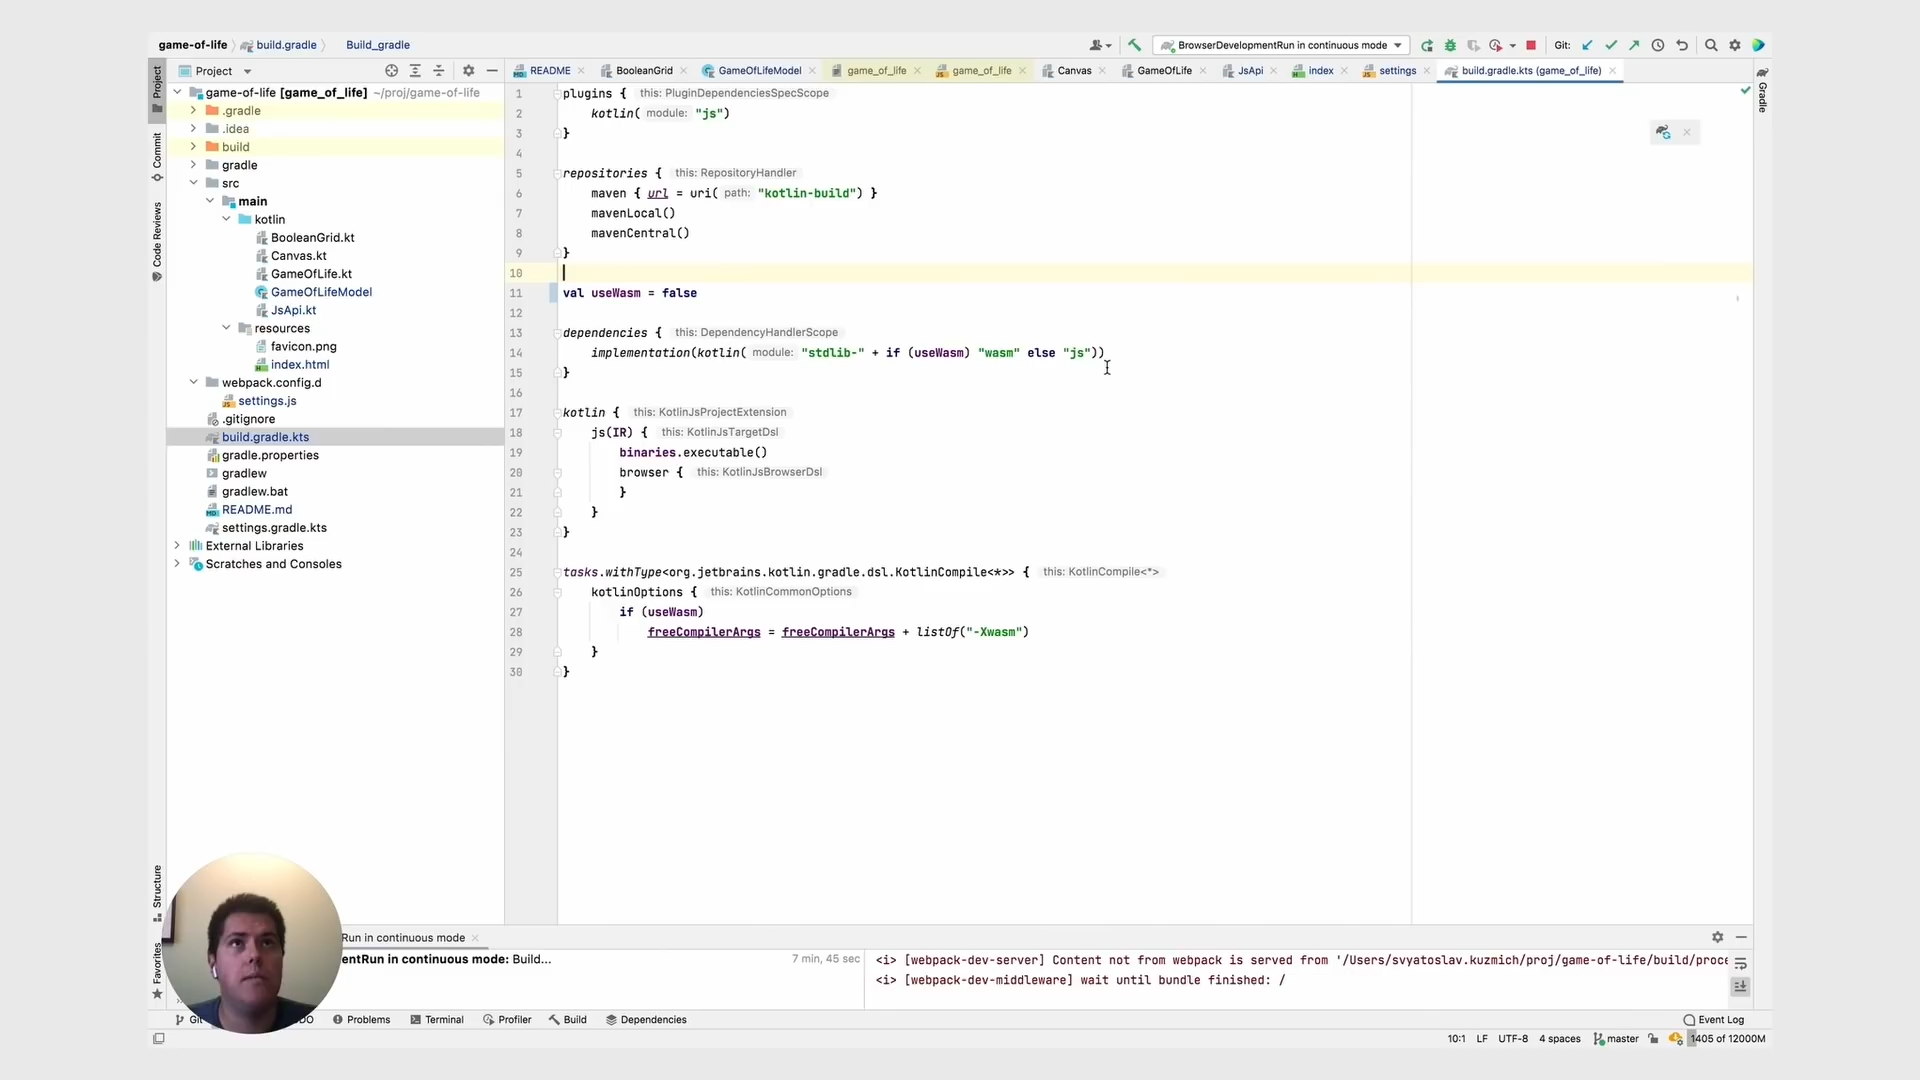 game-of-life build.gradle Build_gradle
BrowserDevelopmentRun in continuous mode Git:
Project
README BooleanGrid GameOfLifeModel game_of_life game_of_life Canvas GameOfLife JsApi index settings build.gradle.kts (game_of_life)
Project
Commit
Code Reviews
Structure
Favorites
Gradle
game-of-life [game_of_life] ~/proj/game-of-life
.gradle
.idea
build
gradle
src
main
kotlin
BooleanGrid.kt
Canvas.kt
GameOfLife.kt
GameOfLifeModel
JsApi.kt
resources
favicon.png
index.html
webpack.config.d
settings.js
.gitignore
build.gradle.kts
gradle.properties
gradlew
gradlew.bat
README.md
settings.gradle.kts
External Libraries
Scratches and Consoles
1 plugins { this: PluginDependenciesSpecScope
2 kotlin( module: "js")
3 }
4
5 repositories { this: RepositoryHandler
6 maven { url = uri( path: "kotlin-build") }
7 mavenLocal()
8 mavenCentral()
9 }
10
11 val useWasm = false
12
13 dependencies { this: DependencyHandlerScope
14 implementation(kotlin( module: "stdlib-" + if (useWasm) "wasm" else "js"))
15 }
16
17 kotlin { this: KotlinJsProjectExtension
18 js(IR) { this: KotlinJsTargetDsl
19 binaries.executable()
20 browser { this: KotlinJsBrowserDsl
21 }
22 }
23 }
24
25 tasks.withType<org.jetbrains.kotlin.gradle.dsl.KotlinCompile<*>> { this: KotlinCompile<*>
26 kotlinOptions { this: KotlinCommonOptions
27 if (useWasm)
28 freeCompilerArgs = freeCompilerArgs + listOf("-Xwasm")
29 }
30 }
Run in continuous mode
entRun in continuous mode: Build... 7 min, 45 sec
<i> [webpack-dev-server] Content not from webpack is served from '/Users/svyatoslav.kuzmich/proj/game-of-life/build/proce
<i> [webpack-dev-middleware] wait until bundle finished: /
Git DO Problems Terminal Profiler Build Dependencies Event Log
10:1 LF UTF-8 4 spaces master 1405 of 12000M